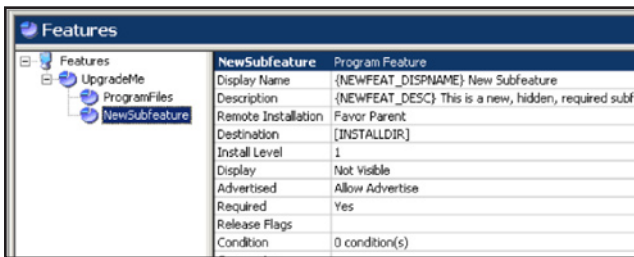 Features
Features
UpgradeMe
ProgramFiles
NewSubfeature
NewSubfeature Program Feature
Display Name {NEWFEAT_DISPNAME} New Subfeature
Description {NEWFEAT_DESC} This is a new, hidden, required
Remote Installation Favor Parent
Destination [INSTALLDIR]
Install Level 1
Display Not Visible
Advertised Allow Advertise
Required Yes
Release Flags
Condition 0 condition(s)